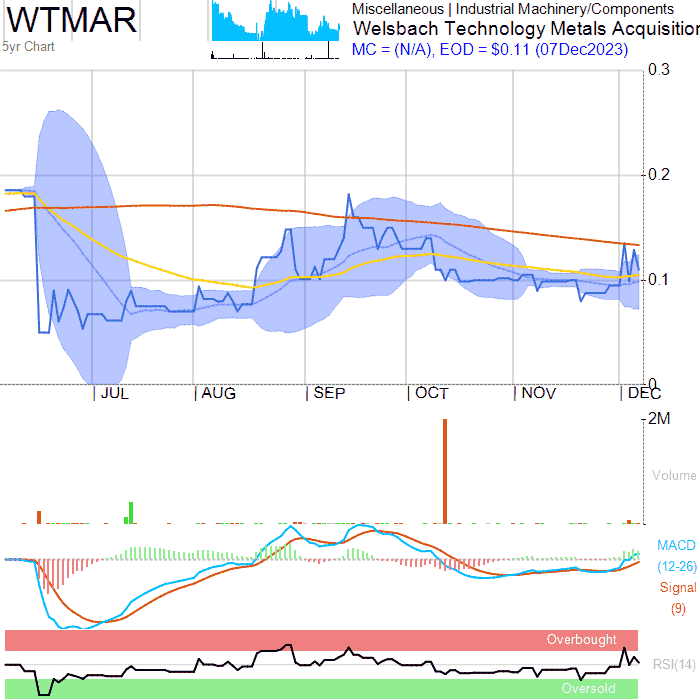 WTMAR
5yr Chart
Miscellaneous | Industrial Machinery/Components
Welsbach Technology Metals Acquisition
MC = (N/A), EOD = $0.11 (07Dec2023)
0.3
0.2
0.1
0
JUL AUG SEP OCT NOV DEC
2M
Volume
MACD
(12-26)
Signal
(9)
Overbought
RSI(14)
Oversold